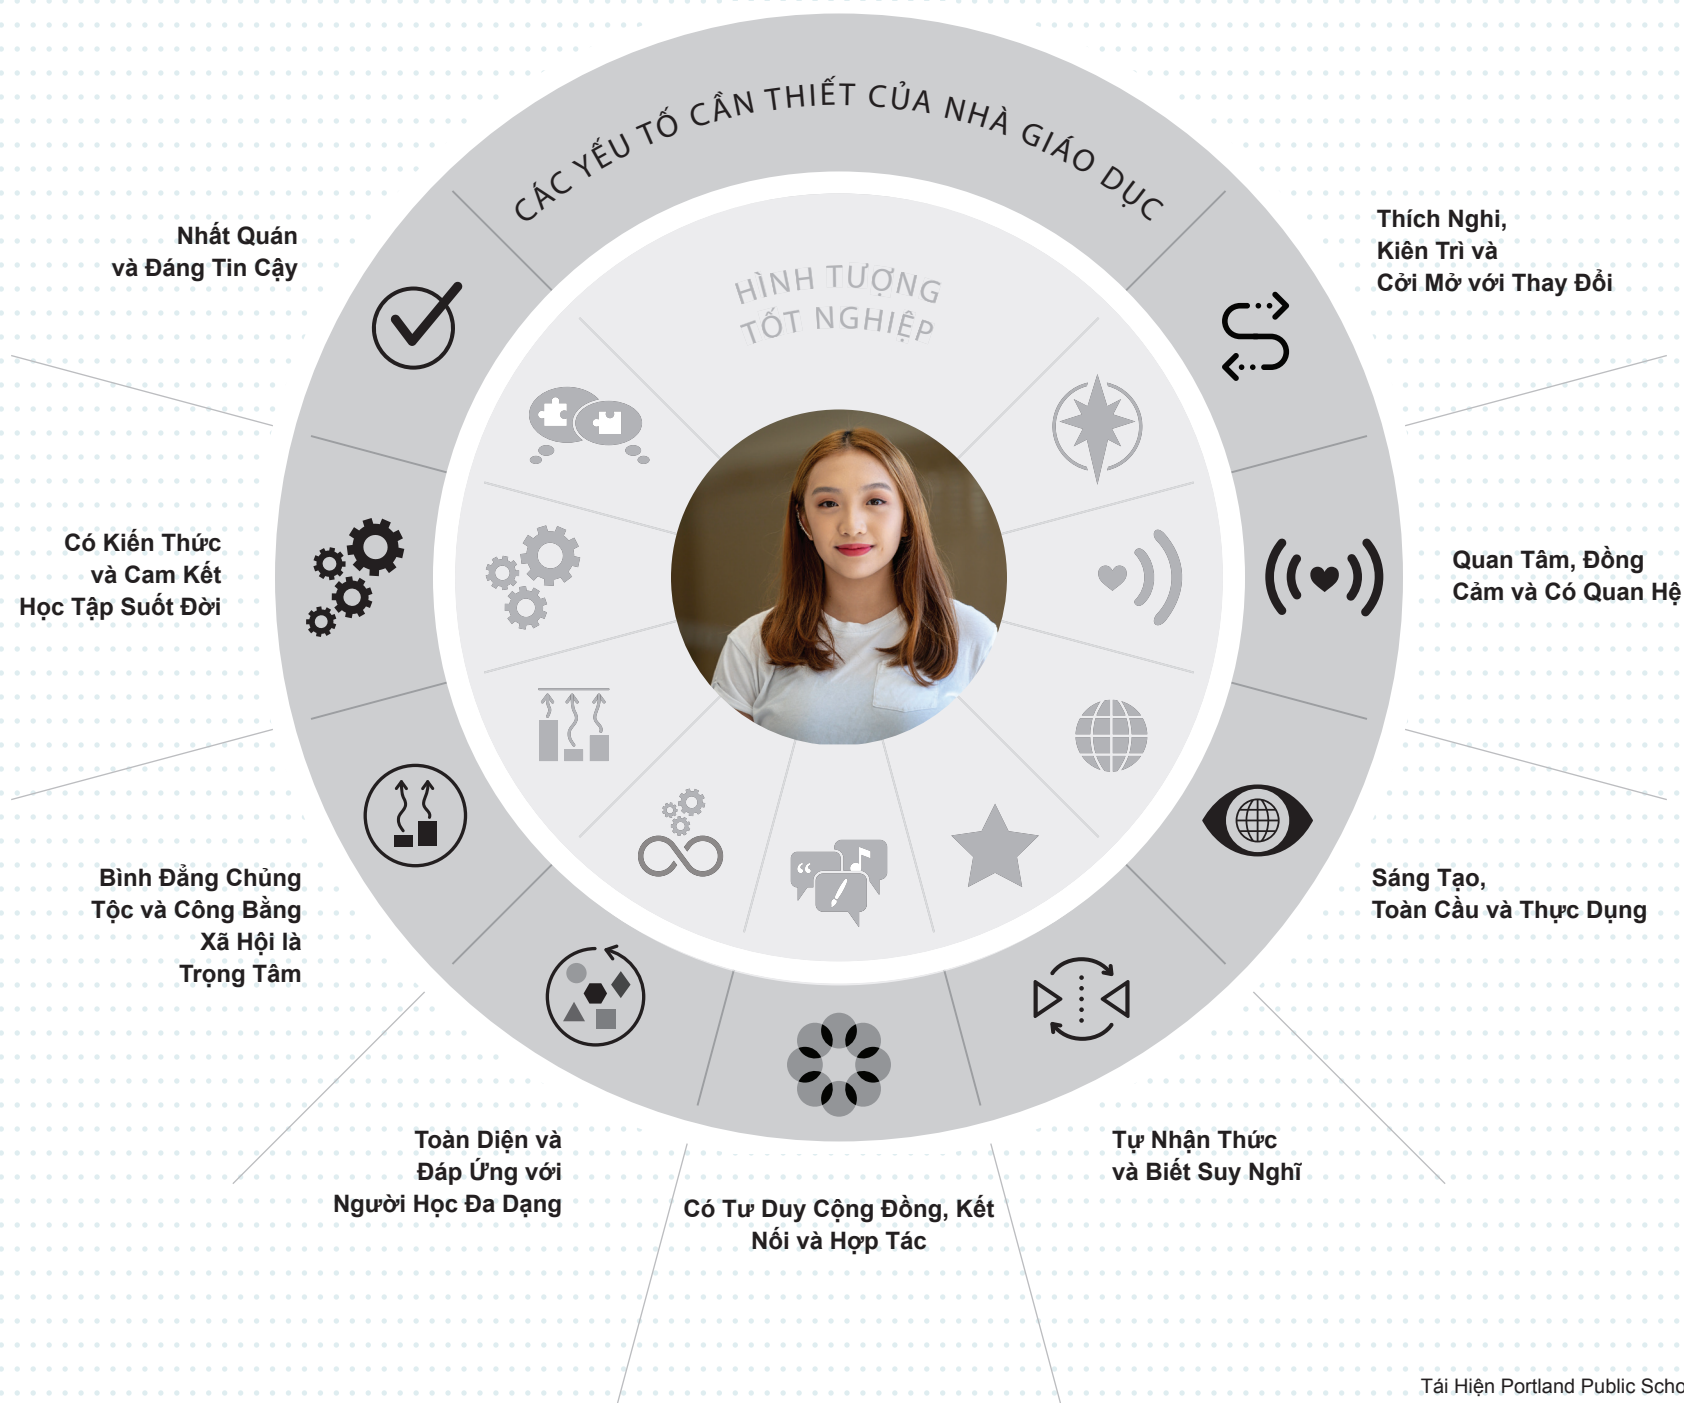 CÁC YẾU TỐ CẦN THIẾT CỦA NHÀ GIÁO DỤC
HÌNH TƯỢNG
TỐT NGHIỆP
Nhất Quán
và Đáng Tin Cậy
Thích Nghi,
Kiên Trì và
Cởi Mở với Thay Đổi
Có Kiến Thức
và Cam Kết
Học Tập Suốt Đời
Quan Tâm, Đồng
Cảm và Có Quan Hệ
Bình Đẳng Chủng
Tộc và Công Bằng
Xã Hội là
Trọng Tâm
Sáng Tạo,
Toàn Cầu và Thực Dụng
Toàn Diện và
Đáp Ứng với
Người Học Đa Dạng
Có Tư Duy Cộng Đồng, Kết
Nối và Hợp Tác
Tự Nhận Thức
và Biết Suy Nghĩ
Tái Hiện Portland Public Scho